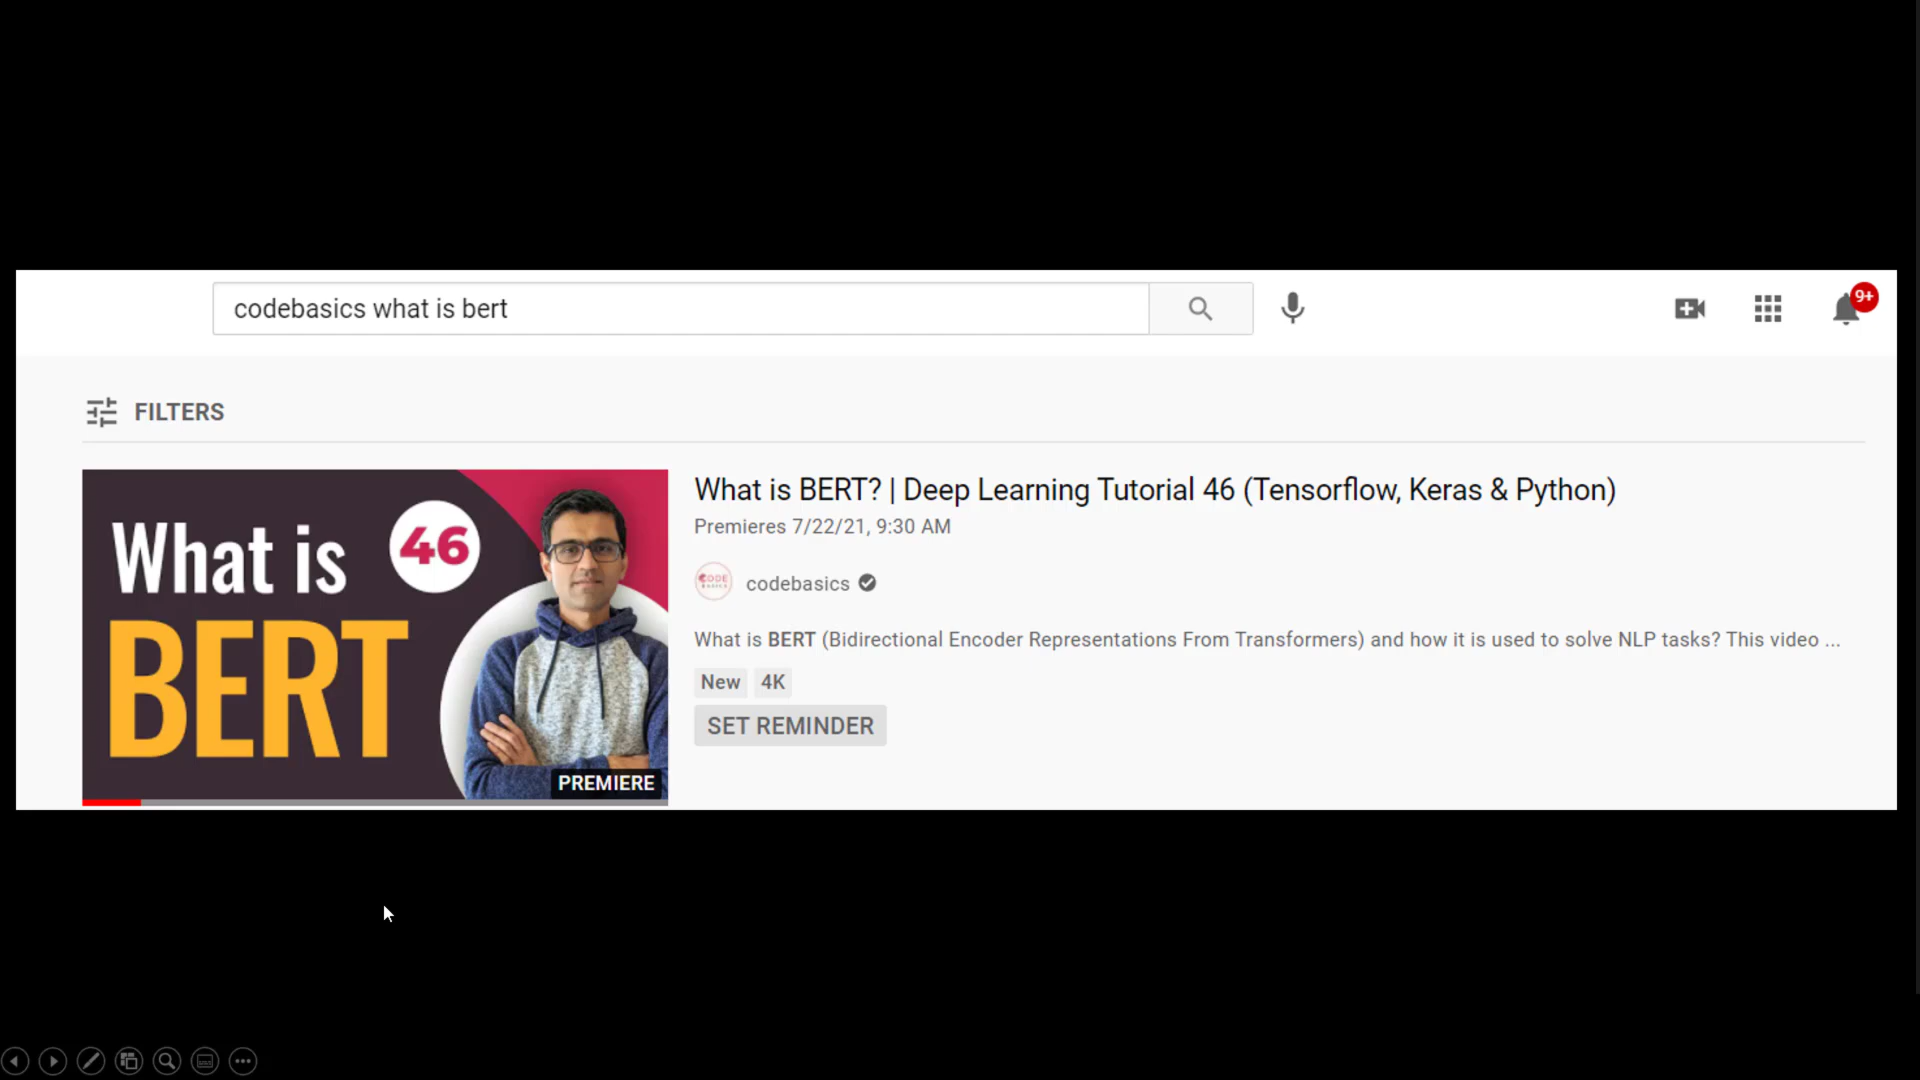 codebasics what is bert
9+
FILTERS
What is
46
BERT
PREMIERE
What is BERT? | Deep Learning Tutorial 46 (Tensorflow, Keras & Python)
Premieres 7/22/21, 9:30 AM
CODE
BASICS
codebasics
What is BERT (Bidirectional Encoder Representations From Transformers) and how it is used to solve NLP tasks? This video ...
New 4K
SET REMINDER